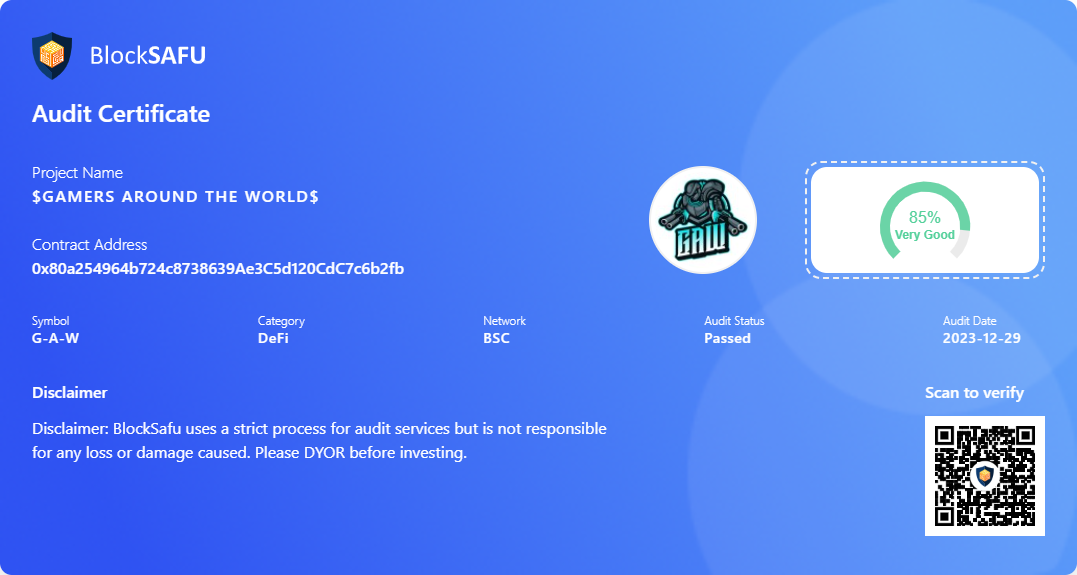 BlockSAFU
Audit Certificate
Project Name
$GAMERS AROUND THE WORLD$
Contract Address
0x80a254964b724c8738639Ae3C5d120CdC7c6b2fb
GAW
85%
Very Good
Symbol
G-A-W
Category
DeFi
Network
BSC
Audit Status
Passed
Audit Date
2023-12-29
Disclaimer
Disclaimer: BlockSafu uses a strict process for audit services but is not responsible
for any loss or damage caused. Please DYOR before investing.
Scan to verify